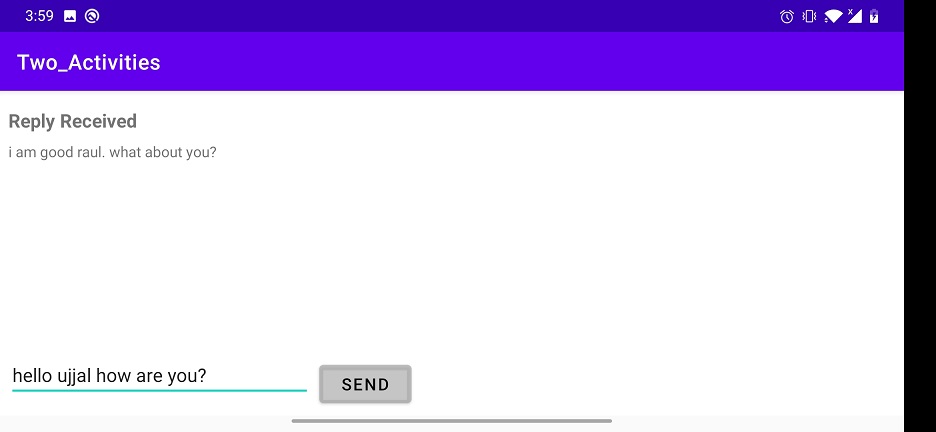 3:59
Two_Activities
Reply Received
i am good raul. what about you?
hello ujjal how are you?
SEND